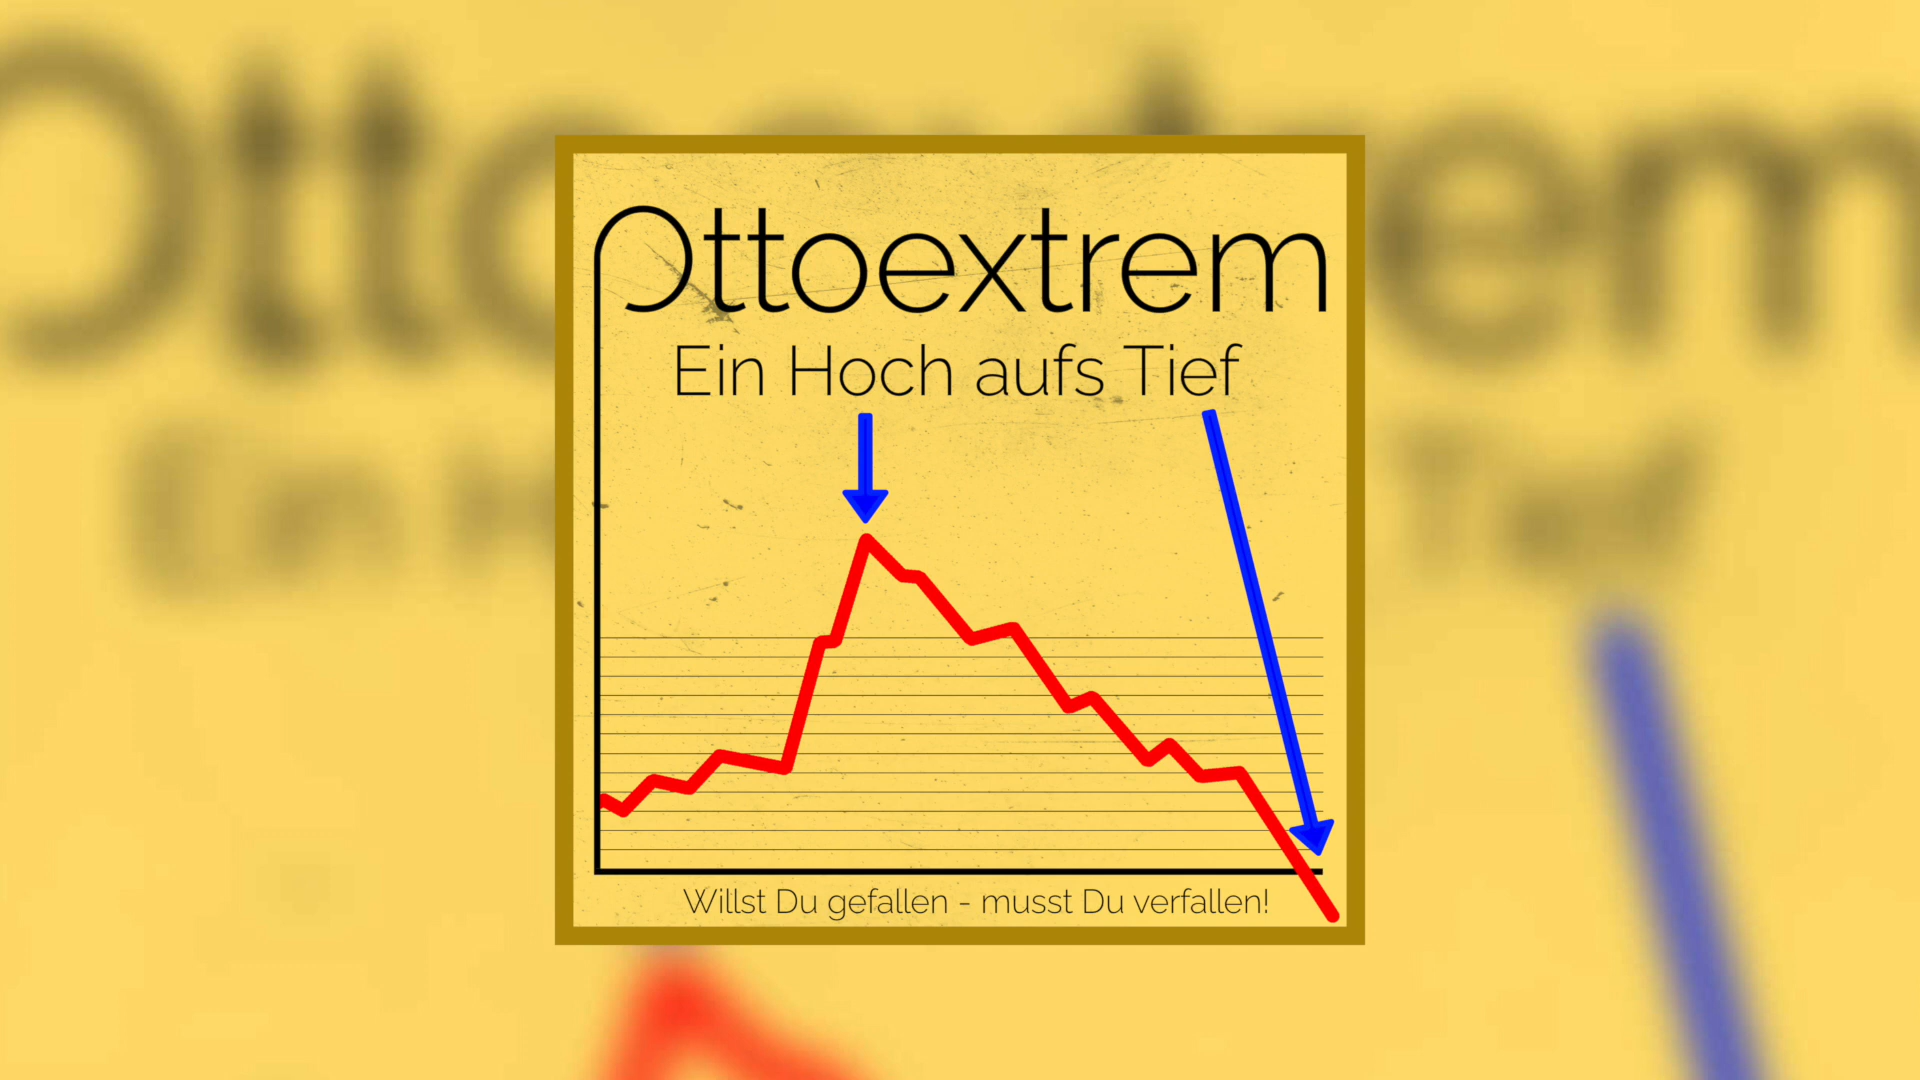 Ottoextrem
Ein Hoch aufs Tief
Willst Du gefallen - musst Du verfallen!